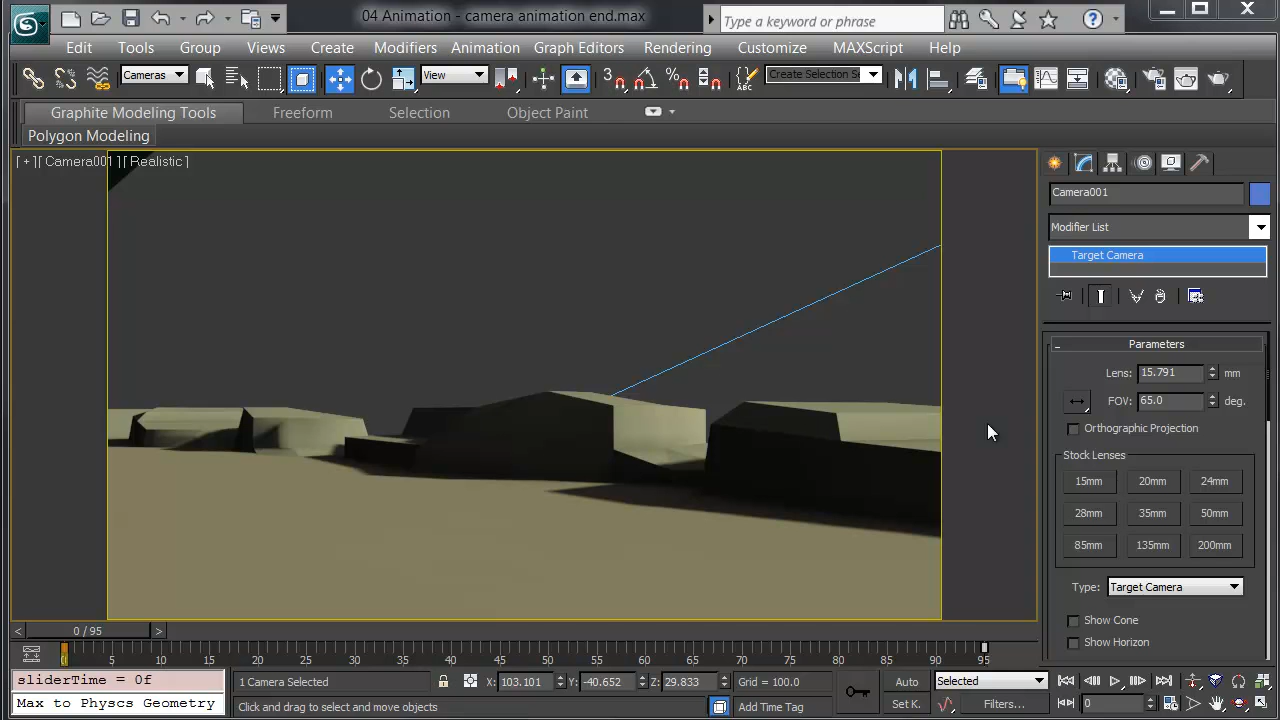 04 Animation - camera animation end.max
Type a keyword or phrase
Edit Tools Group Views Create Modifiers Animation Graph Editors Rendering Customize MAXScript Help
Cameras
View
3
Create Selection Se
ABC
Graphite Modeling Tools Freeform Selection Object Paint
Polygon Modeling
[ + ] [ Camera001 ] [ Realistic ]
Camera001
Modifier List
Target Camera
Parameters
Lens: 15.791 mm
FOV: 65.0 deg.
Orthographic Projection
Stock Lenses
15mm 20mm 24mm
28mm 35mm 50mm
85mm 135mm 200mm
Type: Target Camera
Show Cone
Show Horizon
< 0 / 95 >
0 5 10 15 20 25 30 35 40 45 50 55 60 65 70 75 80 85 90 95
sliderTime = 0f
1 Camera Selected
X: 103.101 Y: -40.652 Z: 29.833
Grid = 100.0
Auto
Selected
Max to Physcs Geometry
Click and drag to select and move objects
Add Time Tag
Set K.
Filters...
0